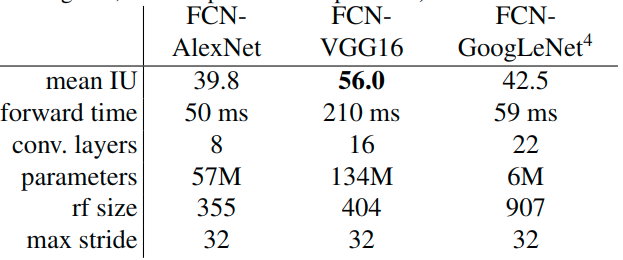 FCN- FCN- FCN-
AlexNet VGG16 GoogLeNet⁴
mean IU 39.8 56.0 42.5
forward time 50 ms 210 ms 59 ms
conv. layers 8 16 22
parameters 57M 134M 6M
rf size 355 404 907
max stride 32 32 32